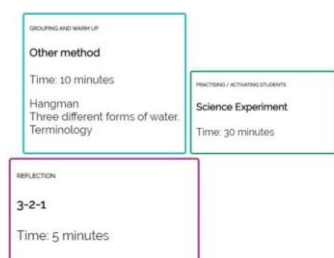 GROUPING AND WARM UP
Other method
Time: 10 minutes
Hangman
Three different forms of water.
Terminology
PRACTISING / ACTIVATING STUDENTS
Science Experiment
Time: 30 minutes
REFLECTION
3-2-1
Time: 5 minutes